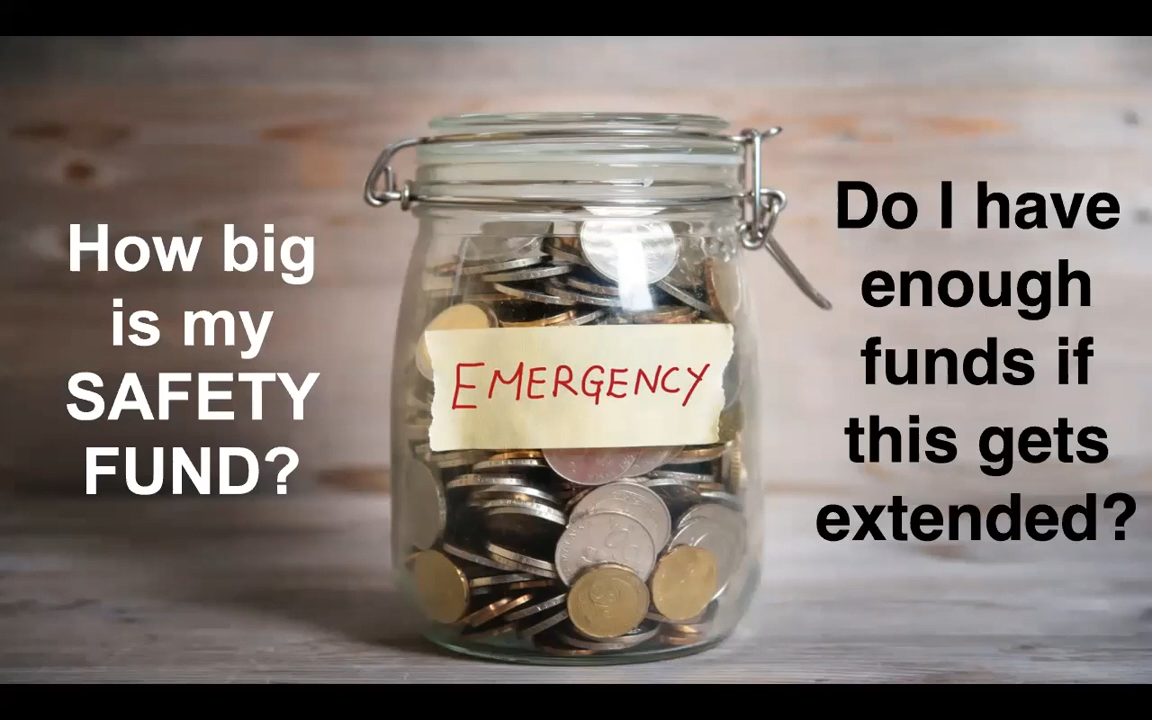 How big
is my
SAFETY
FUND?
EMERGENCY
Do I have
enough
funds if
this gets
extended?